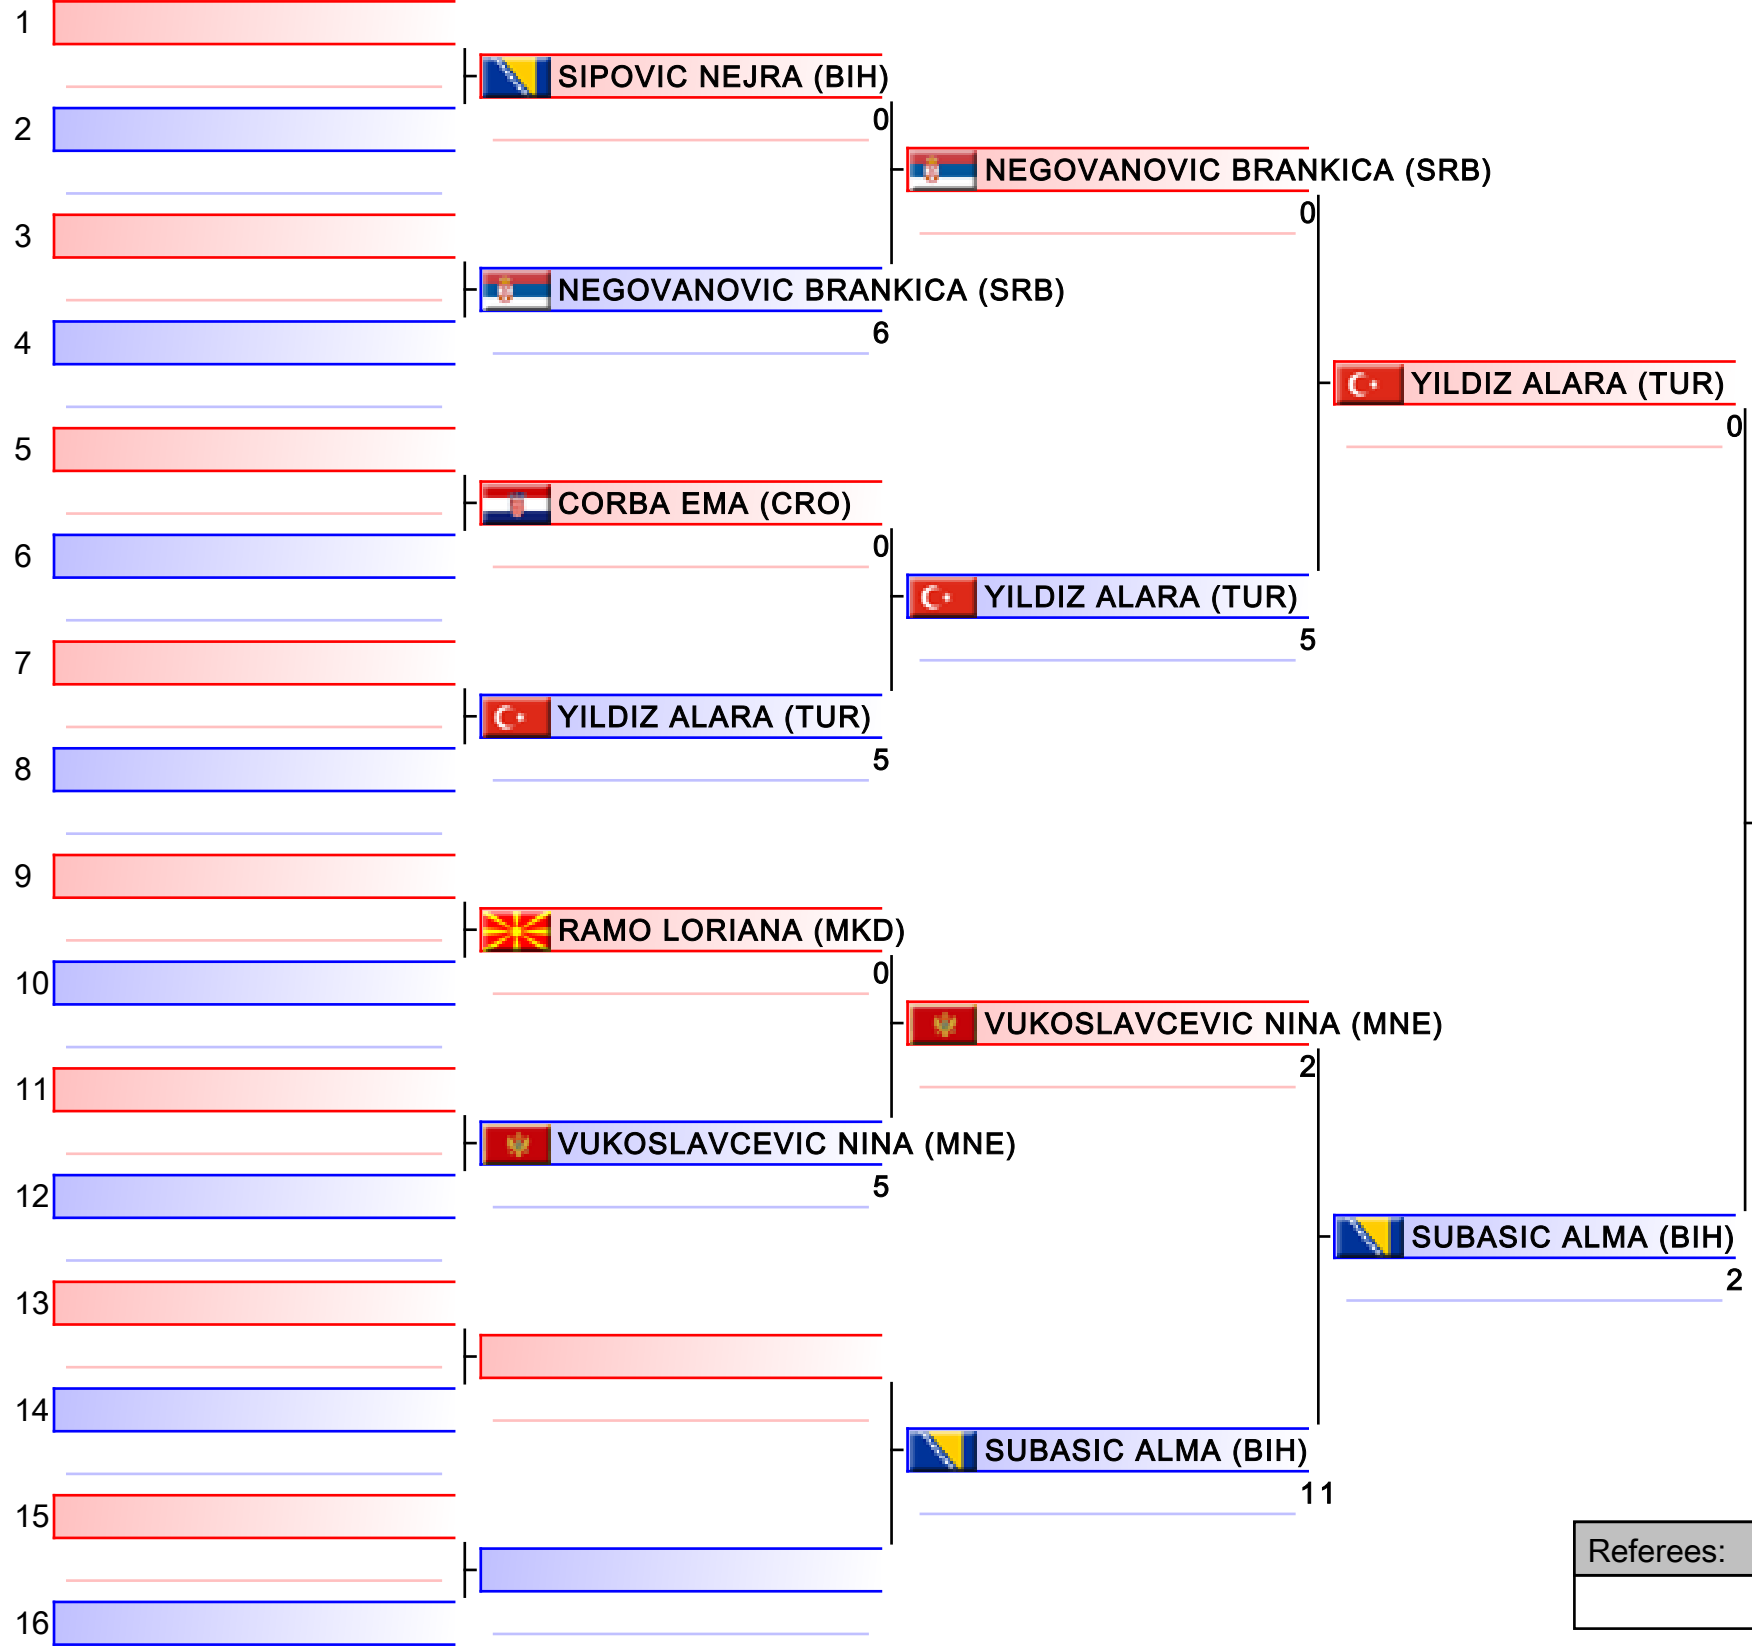 1
SIPOVIC NEJRA (BIH)
0
2
NEGOVANOVIC BRANKICA (SRB)
0
3
NEGOVANOVIC BRANKICA (SRB)
6
4
YILDIZ ALARA (TUR)
0
5
CORBA EMA (CRO)
0
6
YILDIZ ALARA (TUR)
5
7
YILDIZ ALARA (TUR)
5
8
9
RAMO LORIANA (MKD)
0
10
VUKOSLAVCEVIC NINA (MNE)
2
11
VUKOSLAVCEVIC NINA (MNE)
5
12
SUBASIC ALMA (BIH)
2
13
14
SUBASIC ALMA (BIH)
11
15
Referees:
16